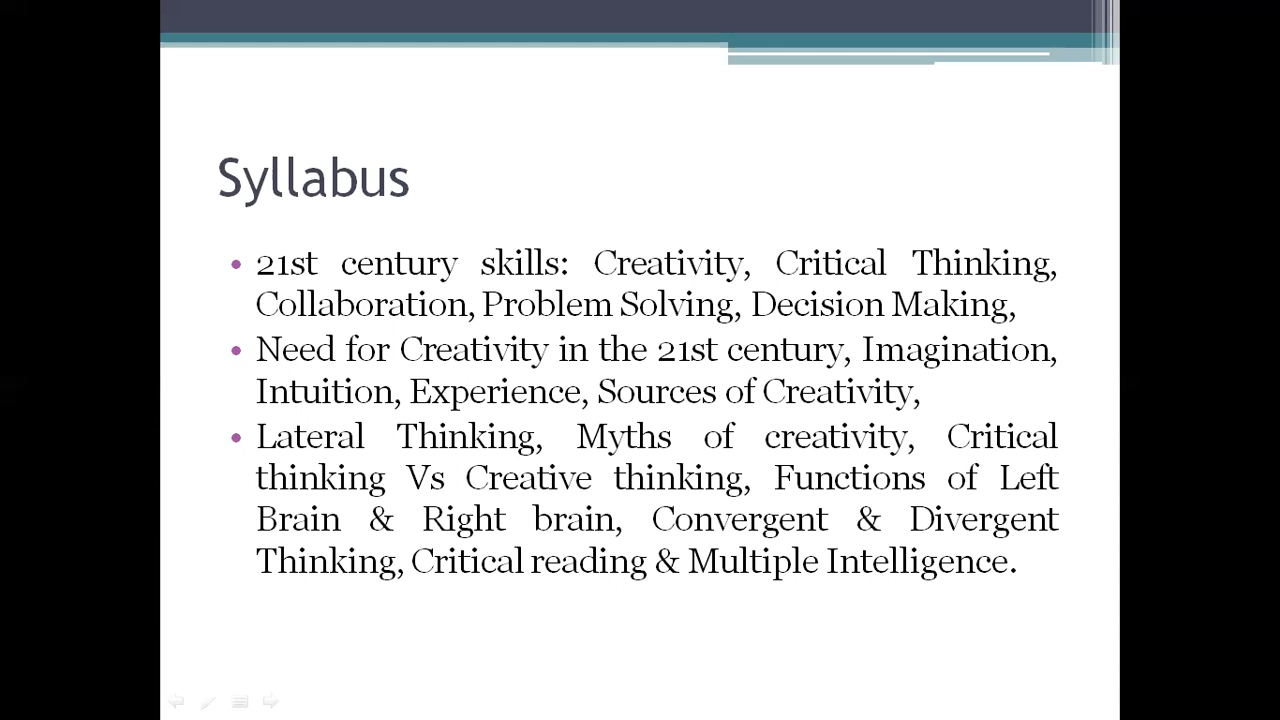 Syllabus
• 21st century skills: Creativity, Critical Thinking,
Collaboration, Problem Solving, Decision Making,
• Need for Creativity in the 21st century, Imagination,
Intuition, Experience, Sources of Creativity,
• Lateral Thinking, Myths of creativity, Critical
thinking Vs Creative thinking, Functions of Left
Brain & Right brain, Convergent & Divergent
Thinking, Critical reading & Multiple Intelligence.